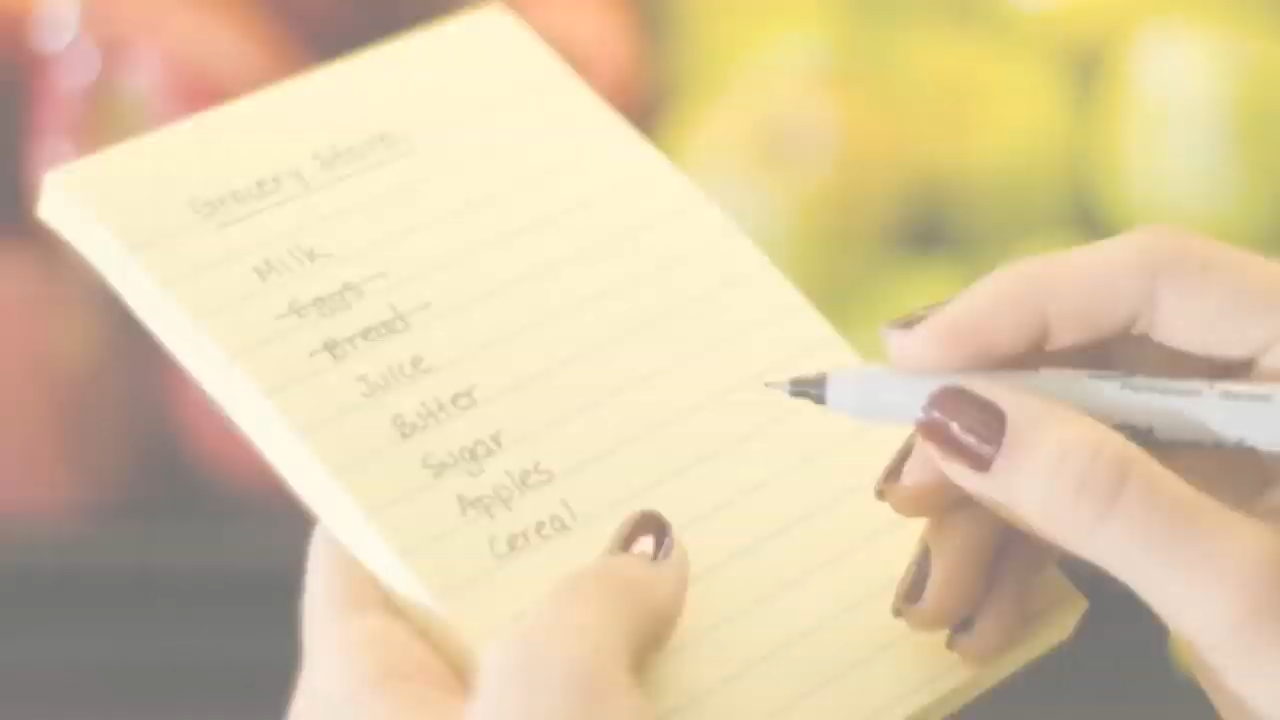 Grocery Store
Milk
Eggs
Bread
Juice
Butter
Sugar
Apples
Cereal